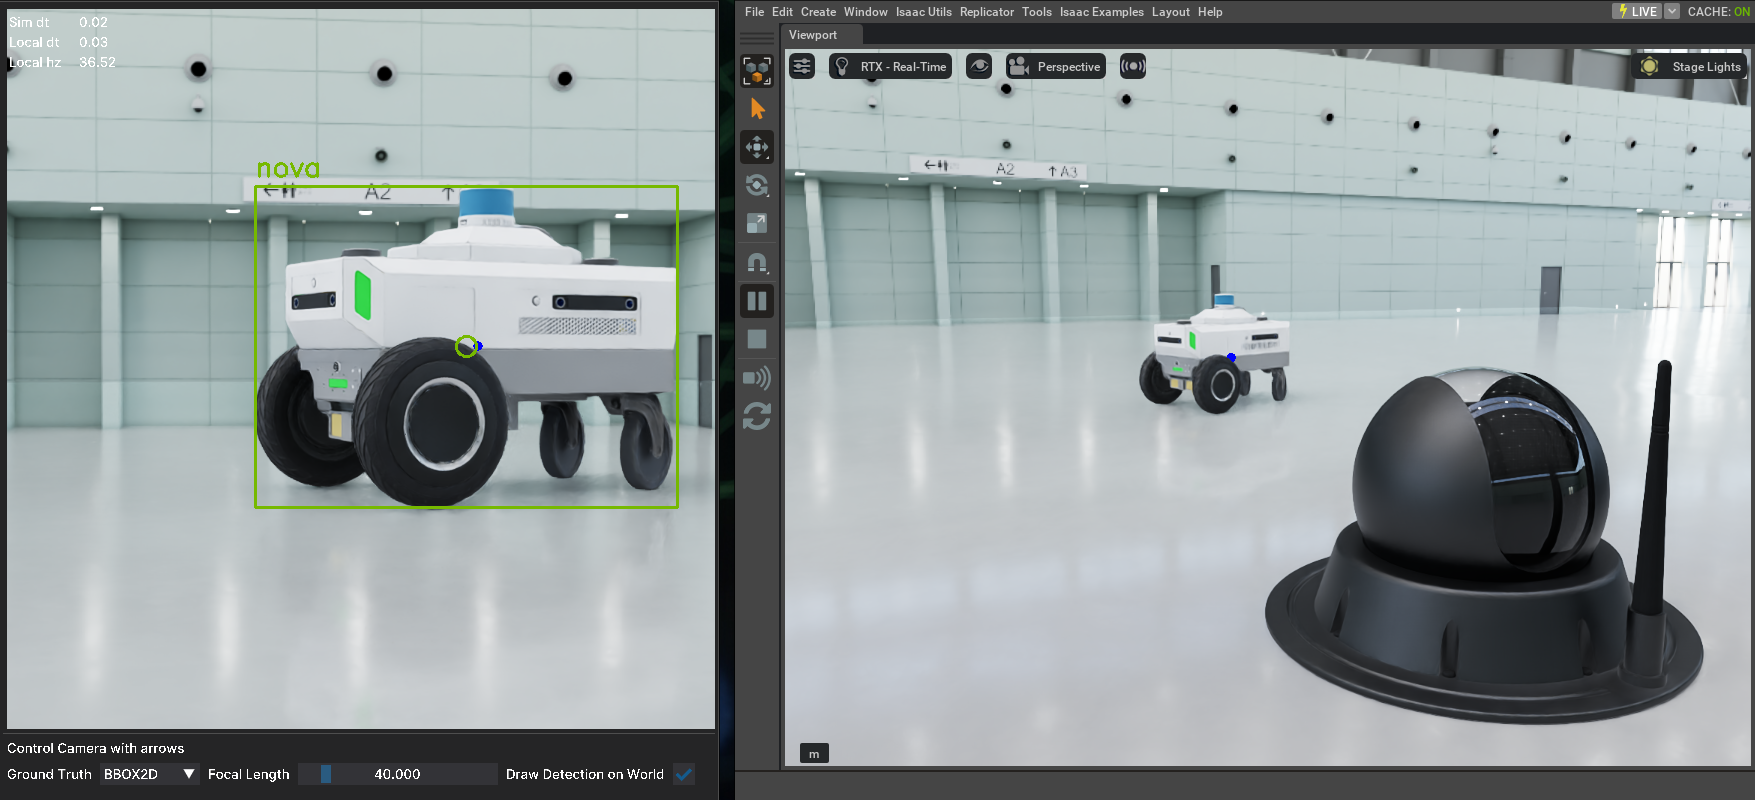 Sim dt 0.02
Local dt 0.03
Local hz 36.52
nova
A2
Control Camera with arrows
Ground Truth BBOX2D Focal Length 40.000 Draw Detection on World
File Edit Create Window Isaac Utils Replicator Tools Isaac Examples Layout Help LIVE CACHE: ON
Viewport
RTX - Real-Time Perspective Stage Lights
A2 A3
m